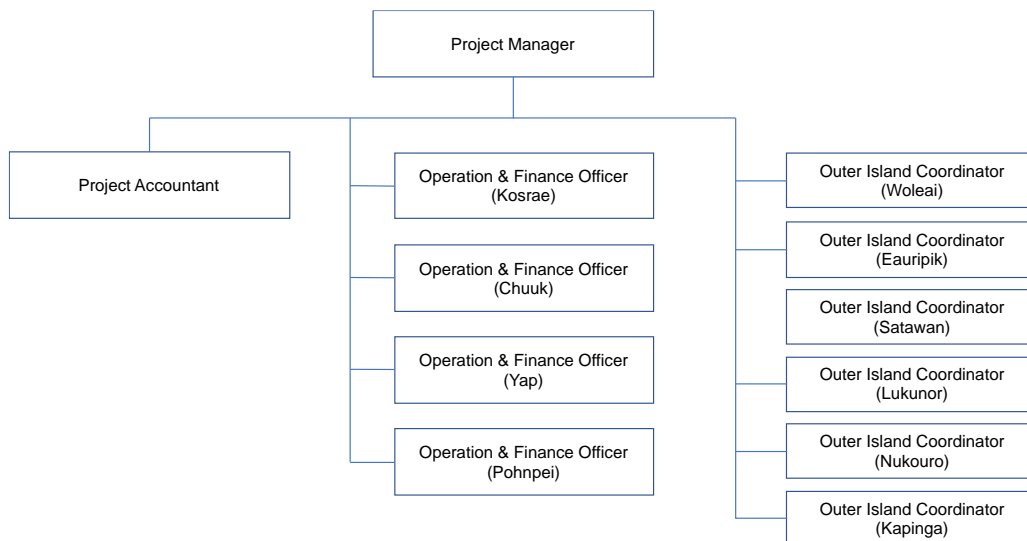 Project Manager
Project Accountant
Operation & Finance Officer
(Kosrae)
Operation & Finance Officer
(Chuuk)
Operation & Finance Officer
(Yap)
Operation & Finance Officer
(Pohnpei)
Outer Island Coordinator
(Woleai)
Outer Island Coordinator
(Eauripik)
Outer Island Coordinator
(Satawan)
Outer Island Coordinator
(Lukunor)
Outer Island Coordinator
(Nukouro)
Outer Island Coordinator
(Kapinga)